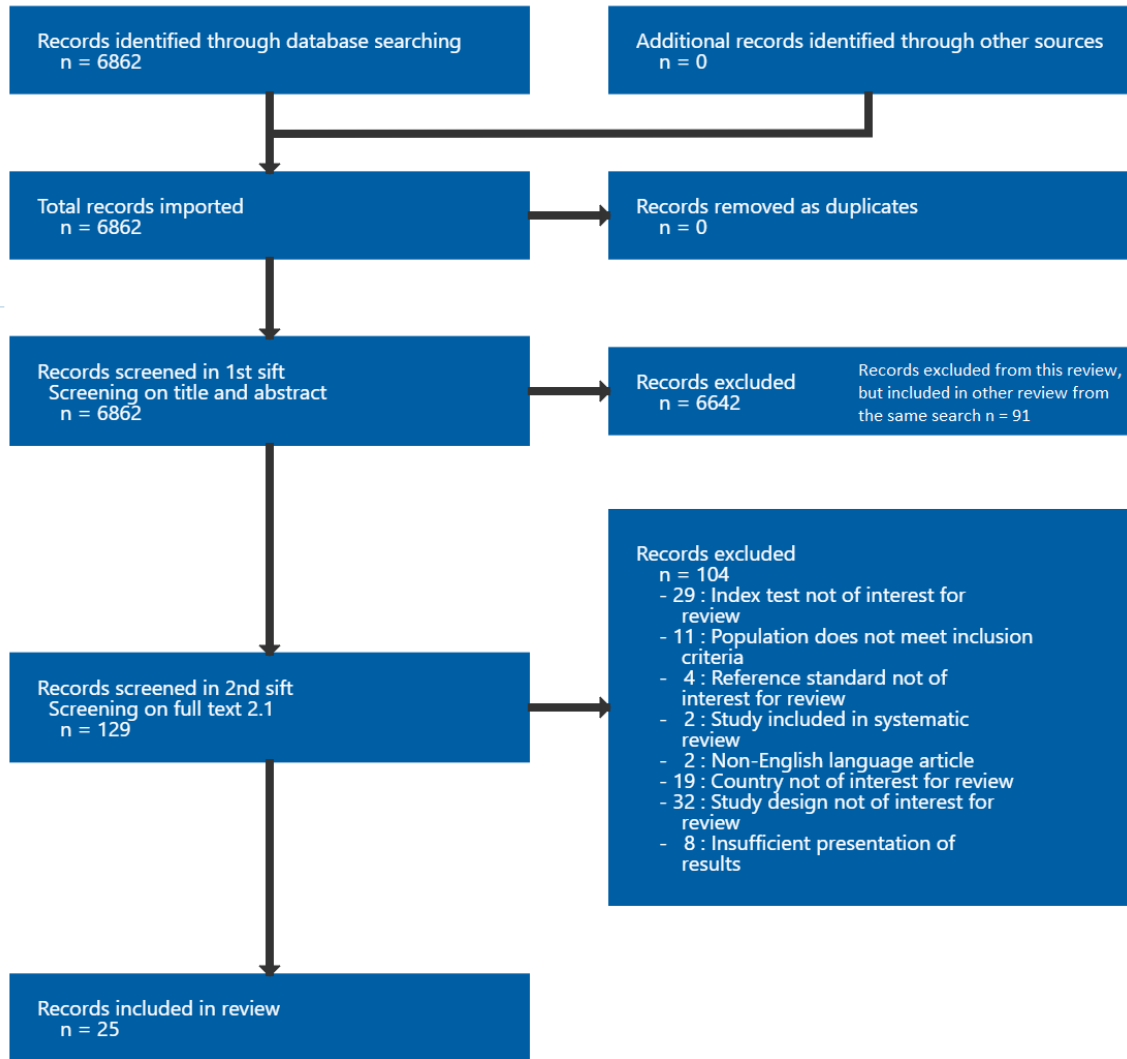 Records identified through database searching
n = 6862
Additional records identified through other sources
n = 0
Total records imported
n = 6862
Records removed as duplicates
n = 0
Records screened in 1st sift
Screening on title and abstract
n = 6862
Records excluded
n = 6642
Records excluded from this review,
but included in other review from
the same search n = 91
Records screened in 2nd sift
Screening on full text 2.1
n = 129
Records excluded
n = 104
- 29 : Index test not of interest for
review
- 11 : Population does not meet inclusion
criteria
- 4 : Reference standard not of
interest for review
- 2 : Study included in systematic
review
- 2 : Non-English language article
- 19 : Country not of interest for review
- 32 : Study design not of interest for
review
- 8 : Insufficient presentation of
results
Records included in review
n = 25